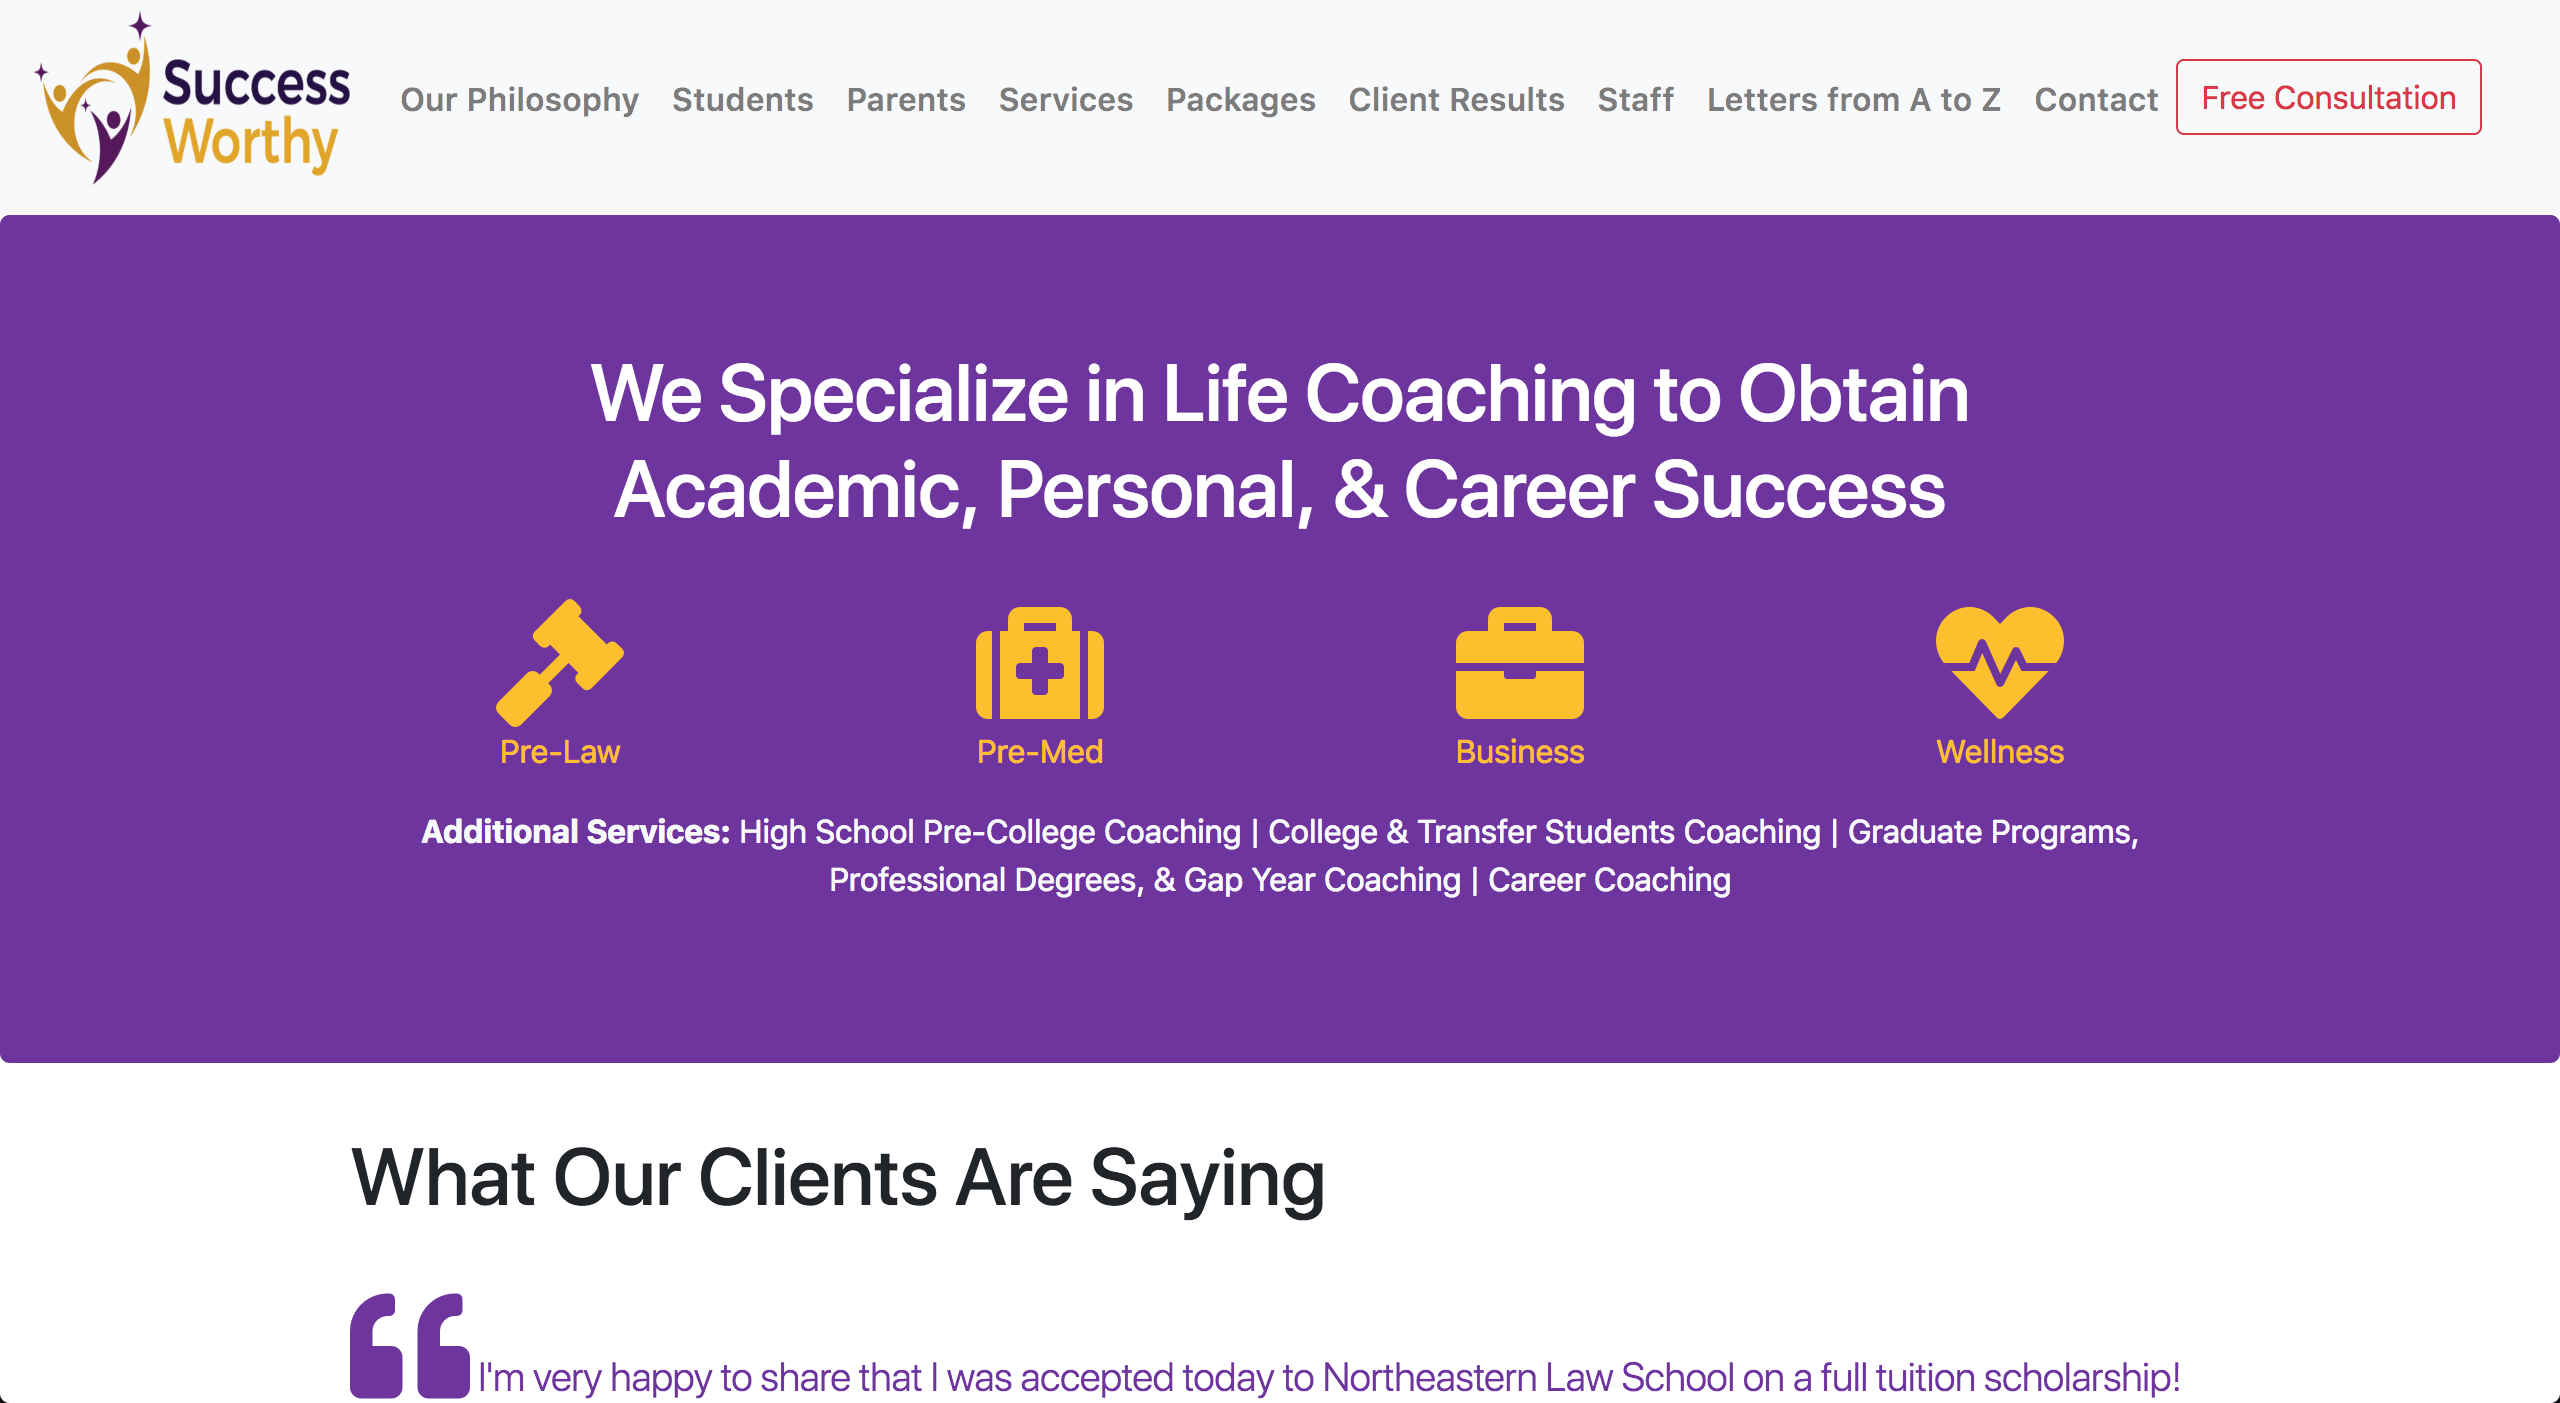 Success
Worthy
Our Philosophy Students Parents Services Packages Client Results Staff Letters from A to Z Contact Free Consultation
We Specialize in Life Coaching to Obtain
Academic, Personal, & Career Success
Pre-Law Pre-Med Business Wellness
Additional Services: High School Pre-College Coaching | College & Transfer Students Coaching | Graduate Programs,
Professional Degrees, & Gap Year Coaching | Career Coaching
What Our Clients Are Saying
“ I'm very happy to share that I was accepted today to Northeastern Law School on a full tuition scholarship!